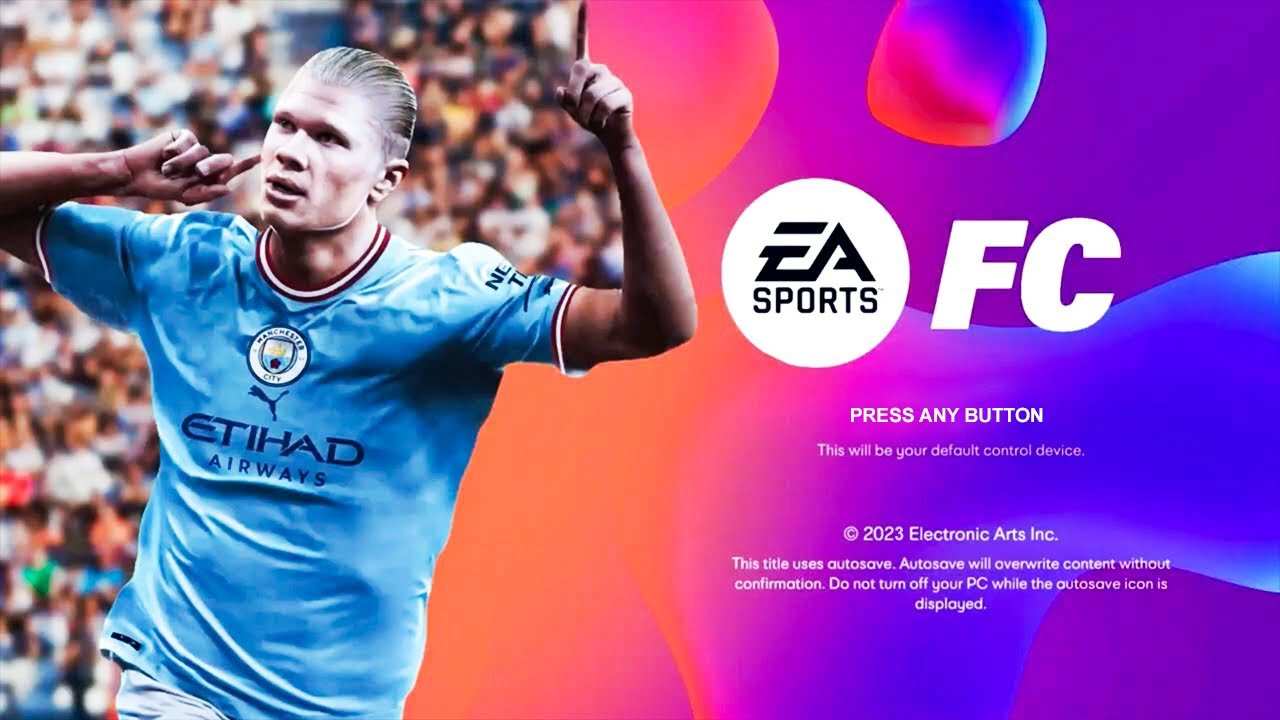 NE
T
MANCHESTER
CITY
ETIHAD
AIRWAYS
EA
SPORTS
FC
PRESS ANY BUTTON
This will be your default control device.
© 2023 Electronic Arts Inc.
This title uses autosave. Autosave will overwrite content without
confirmation. Do not turn off your PC while the autosave icon is
displayed.